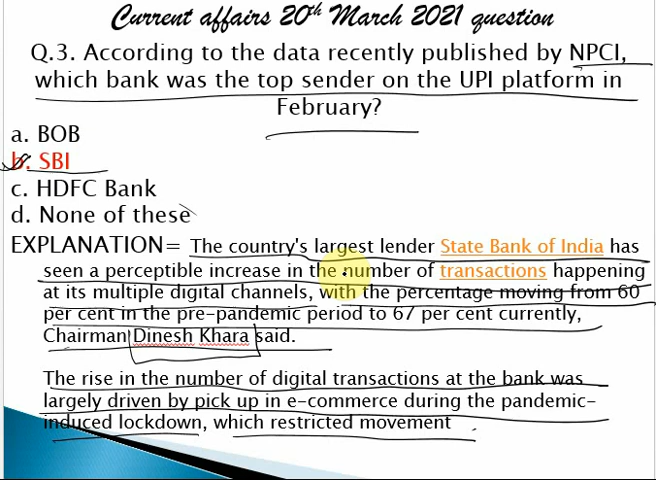 Current affairs 20th March 2021 question
Q.3. According to the data recently published by NPCI,
which bank was the top sender on the UPI platform in
February?
a. BOB
b. SBI
c. HDFC Bank
d. None of these
EXPLANATION= The country's largest lender State Bank of India has
seen a perceptible increase in the number of transactions happening
at its multiple digital channels, with the percentage moving from 60
per cent in the pre-pandemic period to 67 per cent currently,
Chairman Dinesh Khara said.
The rise in the number of digital transactions at the bank was
largely driven by pick up in e-commerce during the pandemic-
induced lockdown, which restricted movement